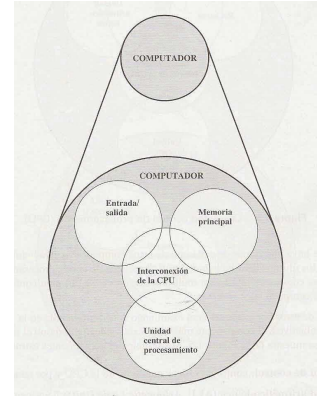 COMPUTADOR
COMPUTADOR
Entrada/
salida
Memoria
principal
Interconexión
de la CPU
Unidad
central de
procesamiento